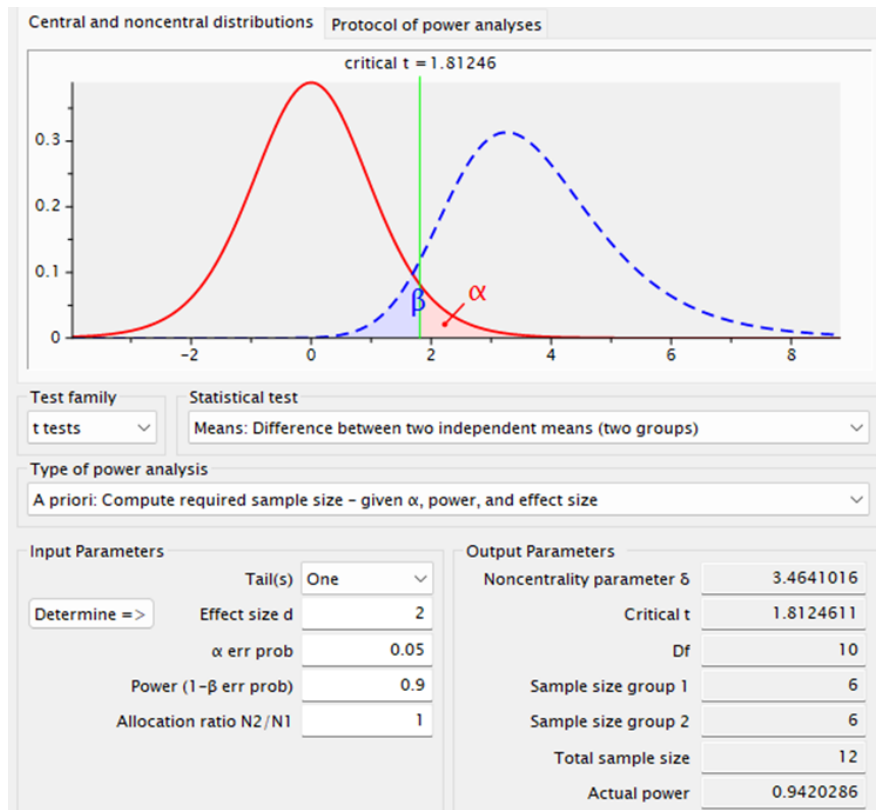 Central and noncentral distributions Protocol of power analyses
critical t = 1.81246
0.3
0.2
0.1
0
β
α
-2 0 2 4 6 8
Test family Statistical test
t tests Means: Difference between two independent means (two groups)
Type of power analysis
A priori: Compute required sample size – given α, power, and effect size
Input Parameters Output Parameters
Tail(s) One Noncentrality parameter δ 3.4641016
Determine => Effect size d 2 Critical t 1.8124611
α err prob 0.05 Df 10
Power (1-β err prob) 0.9 Sample size group 1 6
Allocation ratio N2/N1 1 Sample size group 2 6
Total sample size 12
Actual power 0.9420286